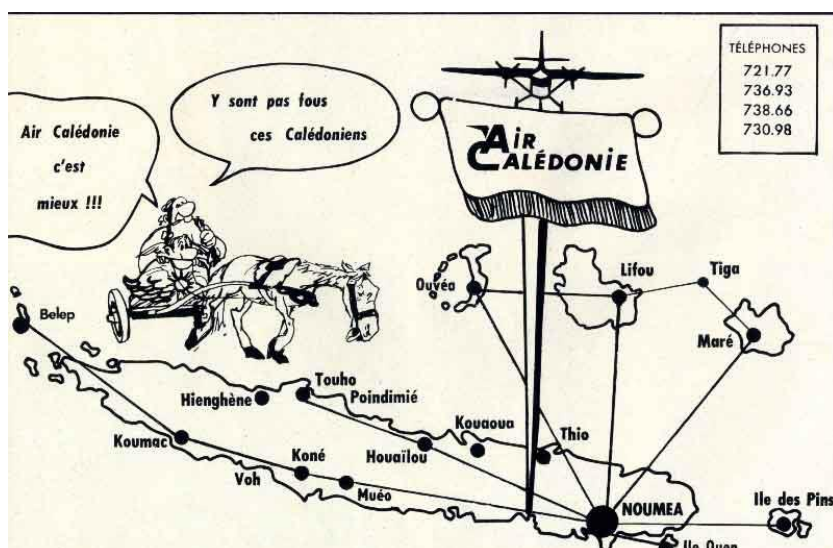 TÉLÉPHONES
721.77
736.93
738.66
730.98
Y sont pas fous
ces Calédoniens
Air Calédonie
c'est
mieux !!!
AIR
CALÉDONIE
Ouvéa
Lifou
Tiga
Maré
Belep
Hienghène
Touho
Poindimié
Koumac
Voh
Koné
Muéo
Houaïlou
Kouaoua
Thio
NOUMEA
Ile des Pins
Ile Ouen